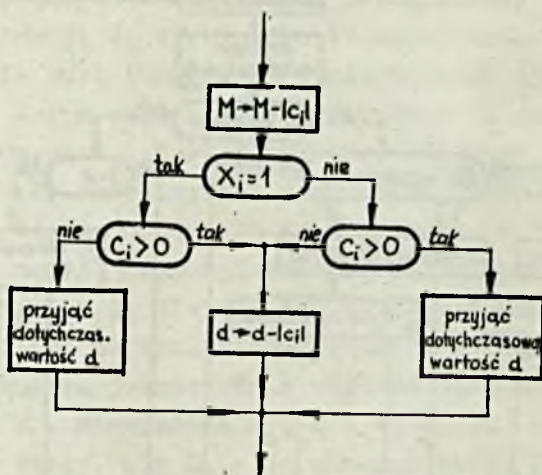 M→M-|ci|
tak
Xi=1
nie
nie
Ci>0
tak
nie
Ci>0
tak
przyjąć
dotychczas.
wartość d
d→d-|ci|
przyjąć
dotychczasową
wartość d